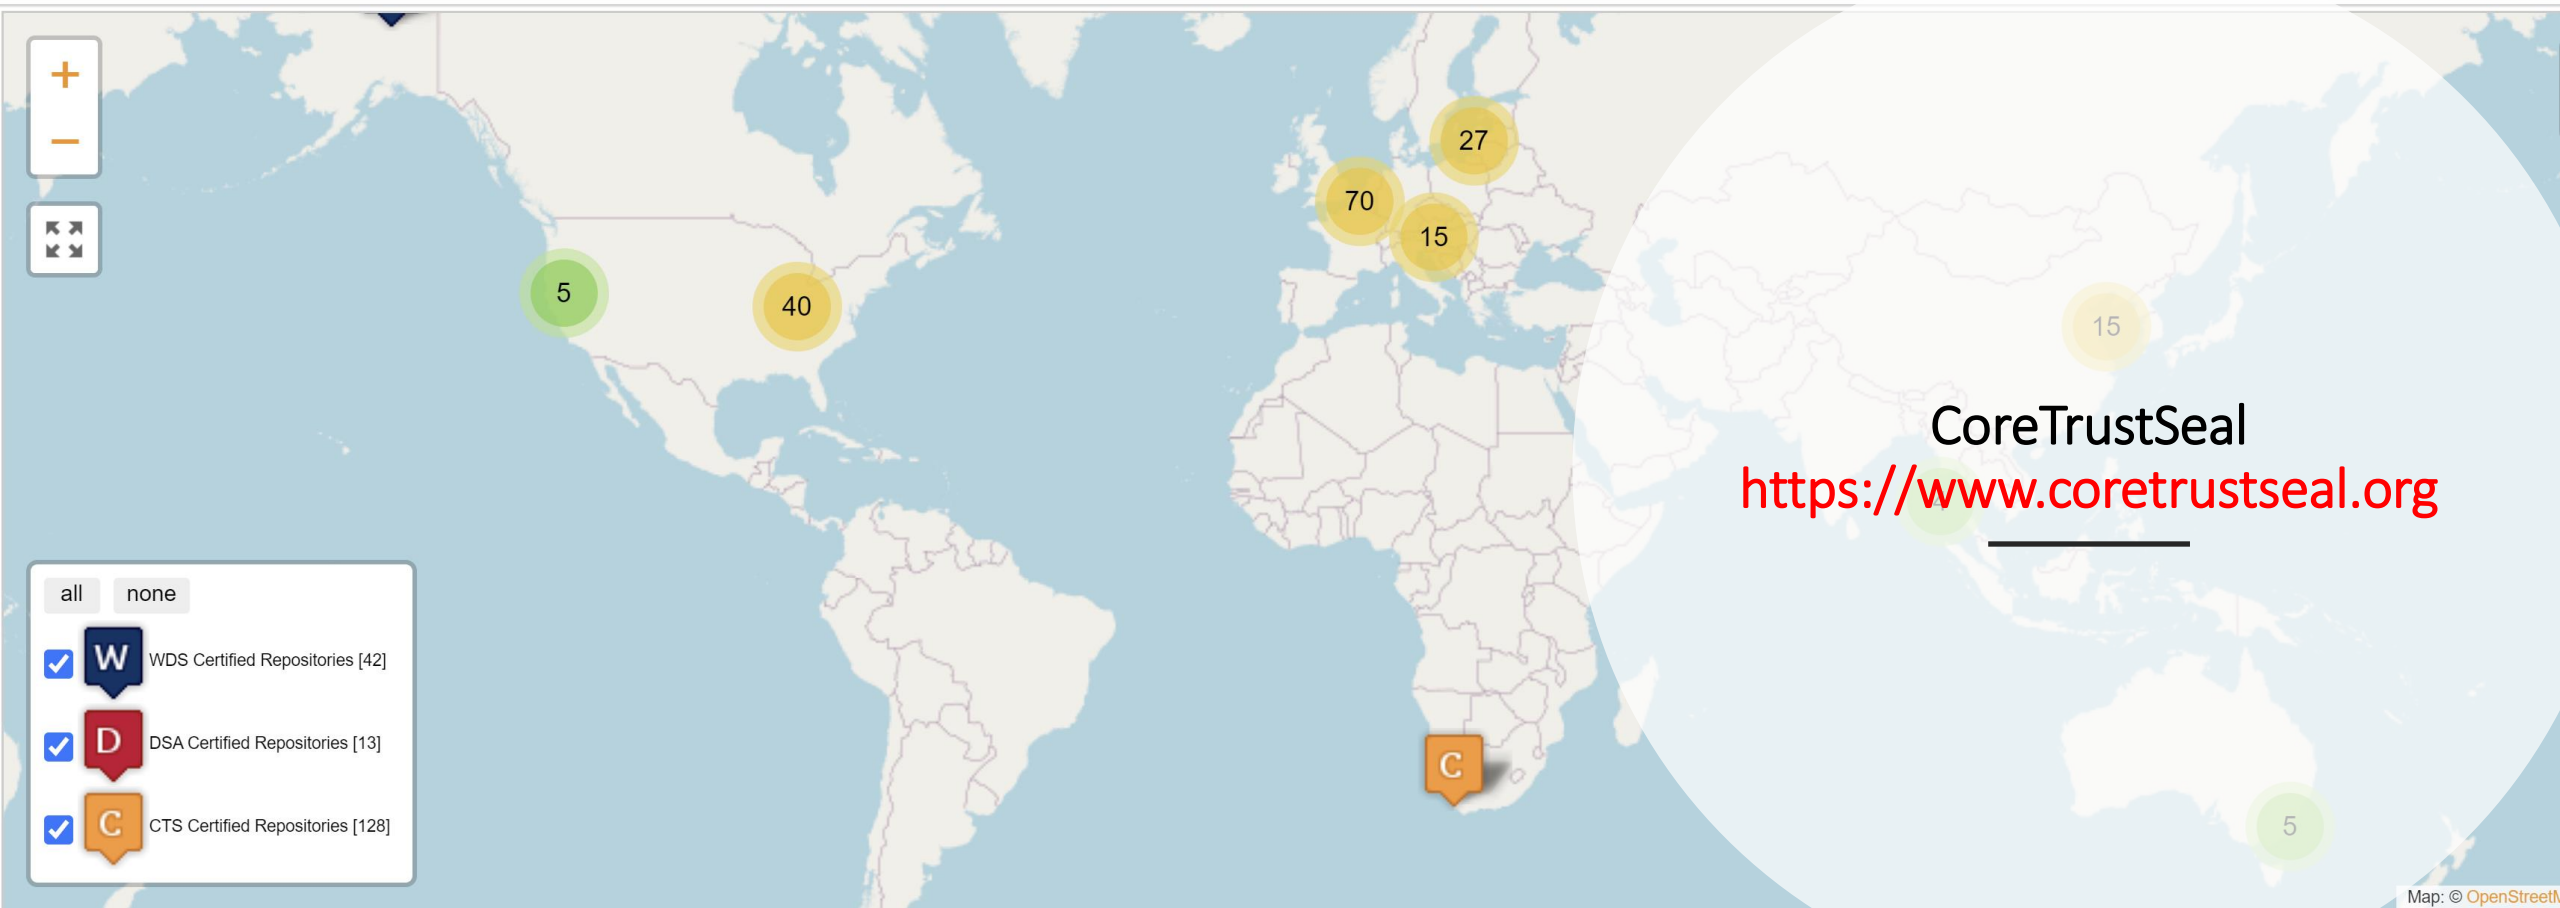 +
−
27
70
15
5
40
15
CoreTrustSeal
https://www.coretrustseal.org
all none
W WDS Certified Repositories [42]
D DSA Certified Repositories [13]
C CTS Certified Repositories [128]
C
5
Map: © OpenStreetM